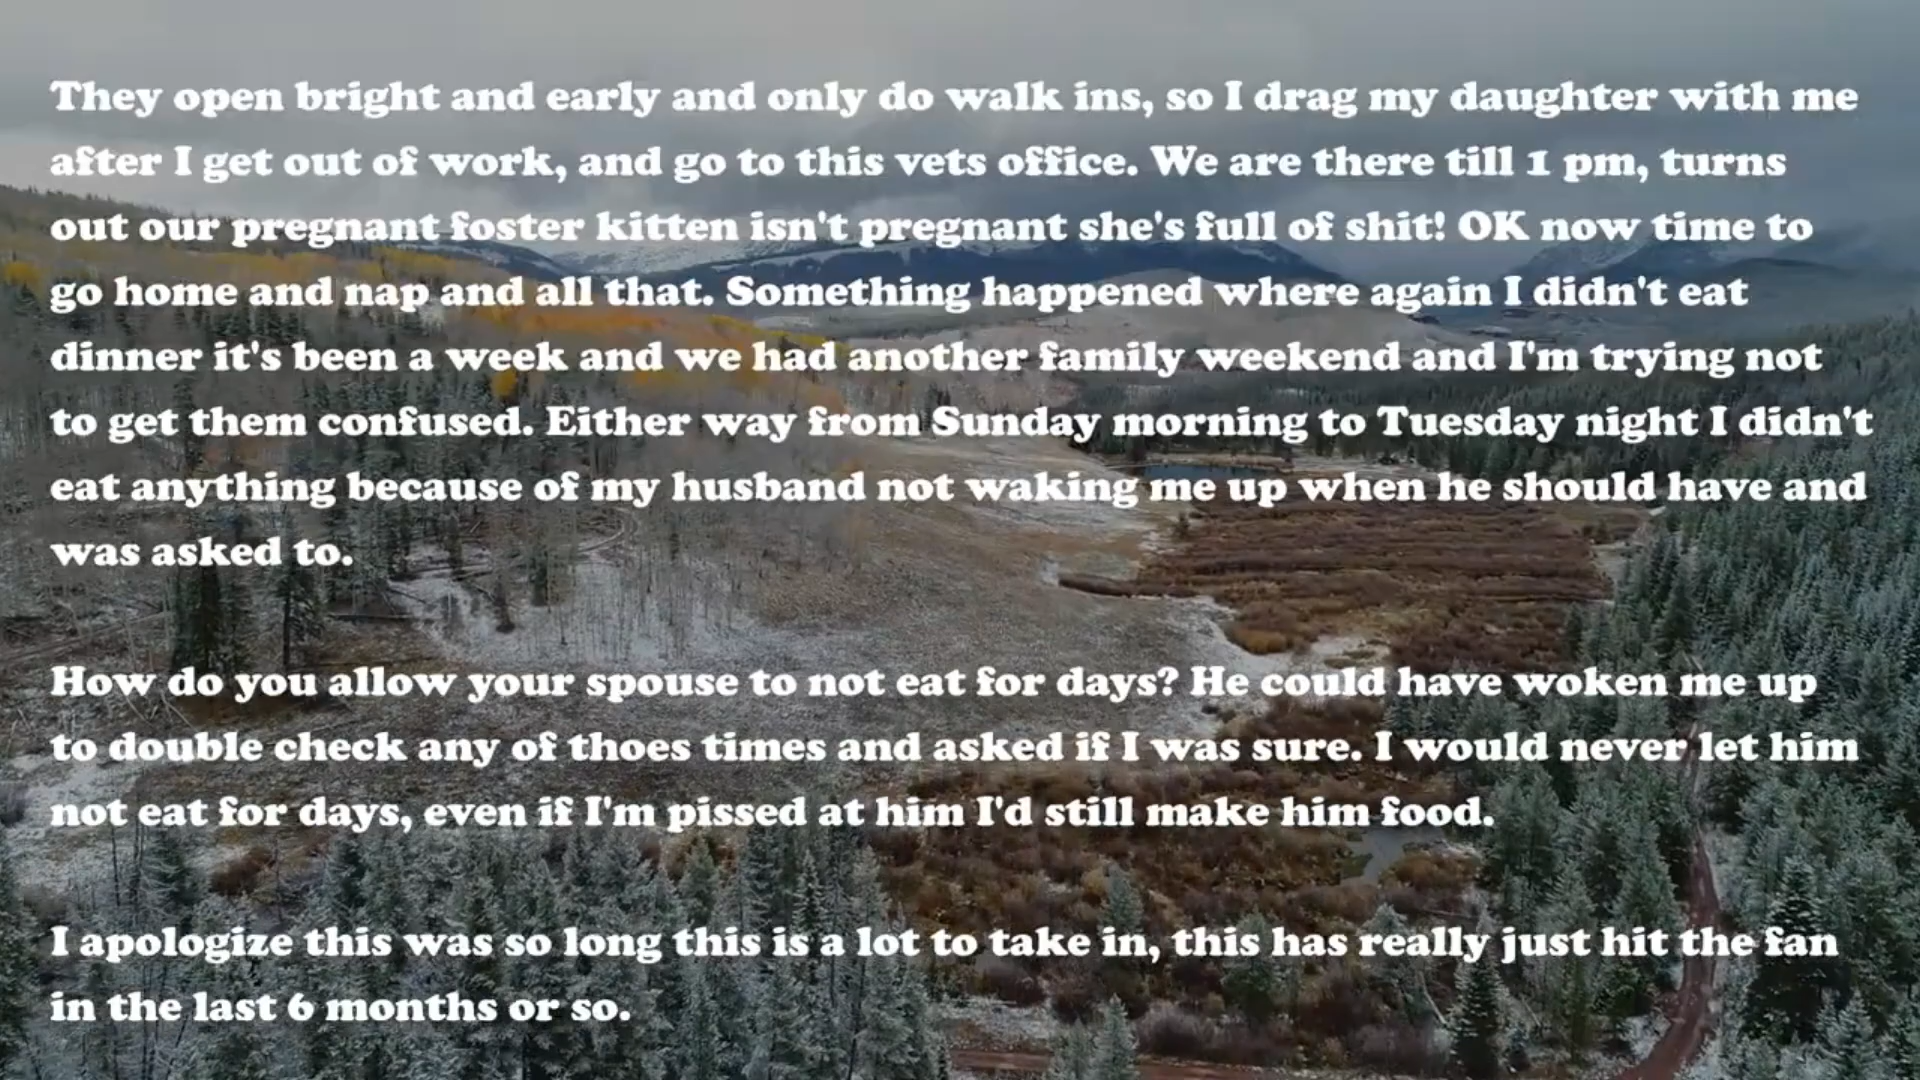 They open bright and early and only do walk ins, so I drag my daughter with me
after I get out of work, and go to this vets office. We are there till 1 pm, turns
out our pregnant foster kitten isn't pregnant she's full of shit! OK now time to
go home and nap and all that. Something happened where again I didn't eat
dinner it's been a week and we had another family weekend and I'm trying not
to get them confused. Either way from Sunday morning to Tuesday night I didn't
eat anything because of my husband not waking me up when he should have and
was asked to.
How do you allow your spouse to not eat for days? He could have woken me up
to double check any of thoes times and asked if I was sure. I would never let him
not eat for days, even if I'm pissed at him I'd still make him food.
I apologize this was so long this is a lot to take in, this has really just hit the fan
in the last 6 months or so.